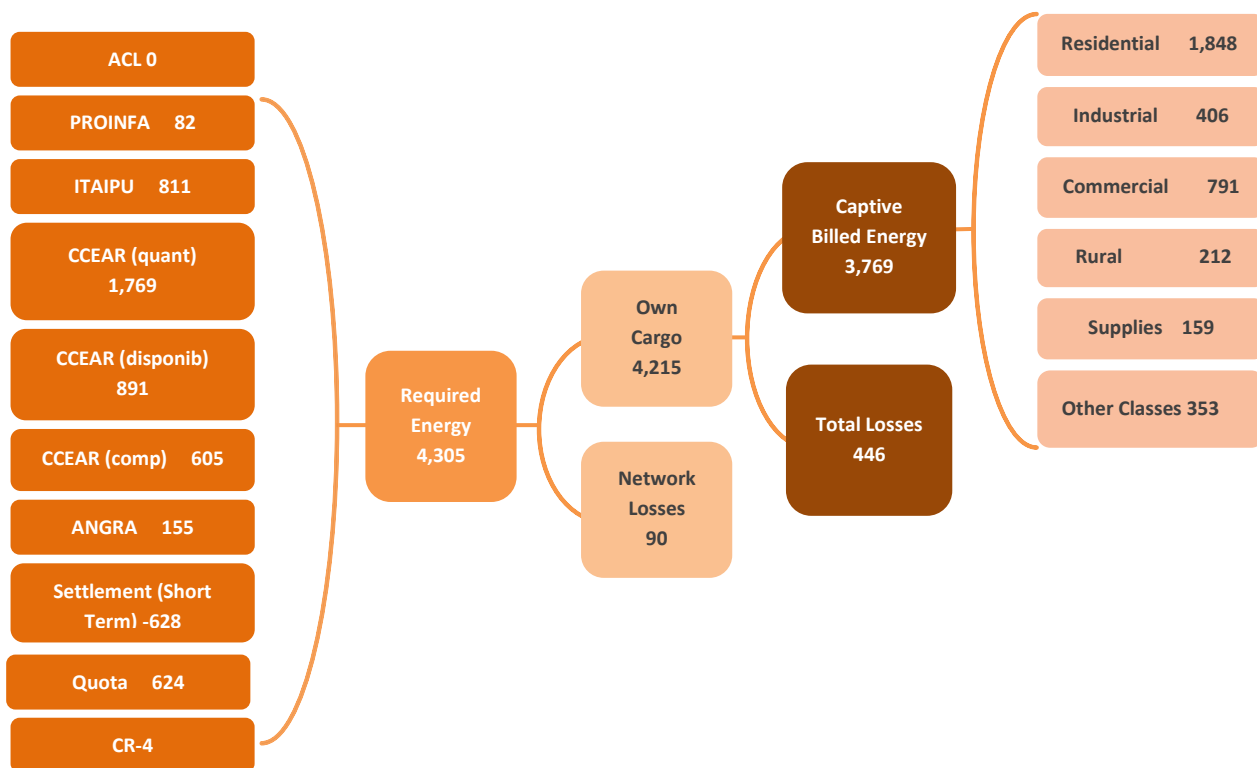 ACL 0
PROINFA 82
ITAIPU 811
CCEAR (quant)
1,769
CCEAR (disponib)
891
CCEAR (comp) 605
ANGRA 155
Settlement (Short
Term) -628
Quota 624
CR-4
Required
Energy
4,305
Own
Cargo
4,215
Network
Losses
90
Captive
Billed Energy
3,769
Total Losses
446
Residential 1,848
Industrial 406
Commercial 791
Rural 212
Supplies 159
Other Classes 353